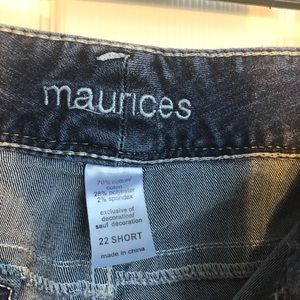 maurices
70% cotton/
coton
28% polyester
2% spandex
exclusive of
decoration/
sauf décoration
22 SHORT
made in china